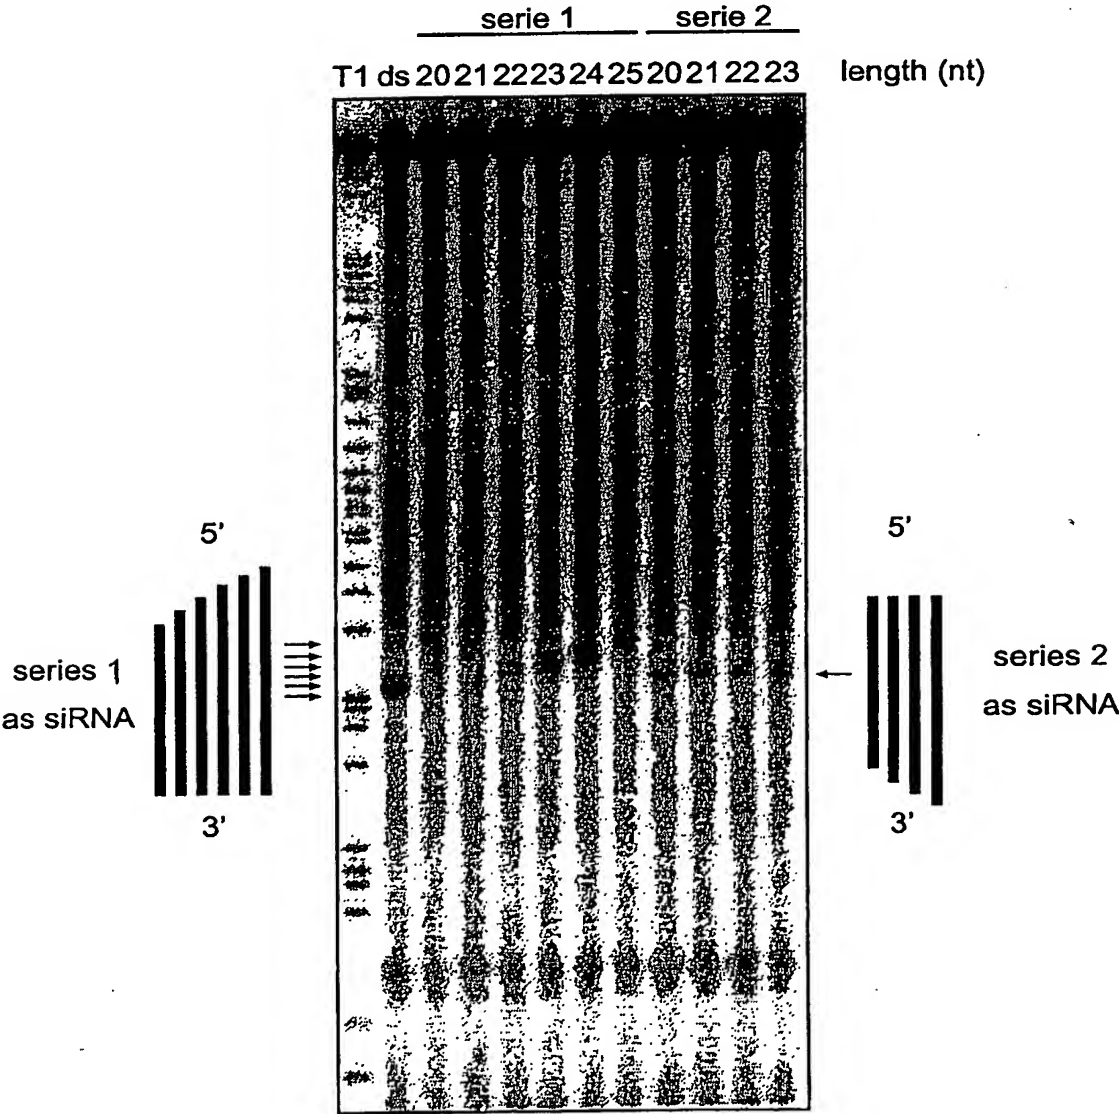 serie 1 serie 2
T1 ds 20 21 22 23 24 25 20 21 22 23 length (nt)
5' 5'
series 1 series 2
as siRNA as siRNA
3' 3'